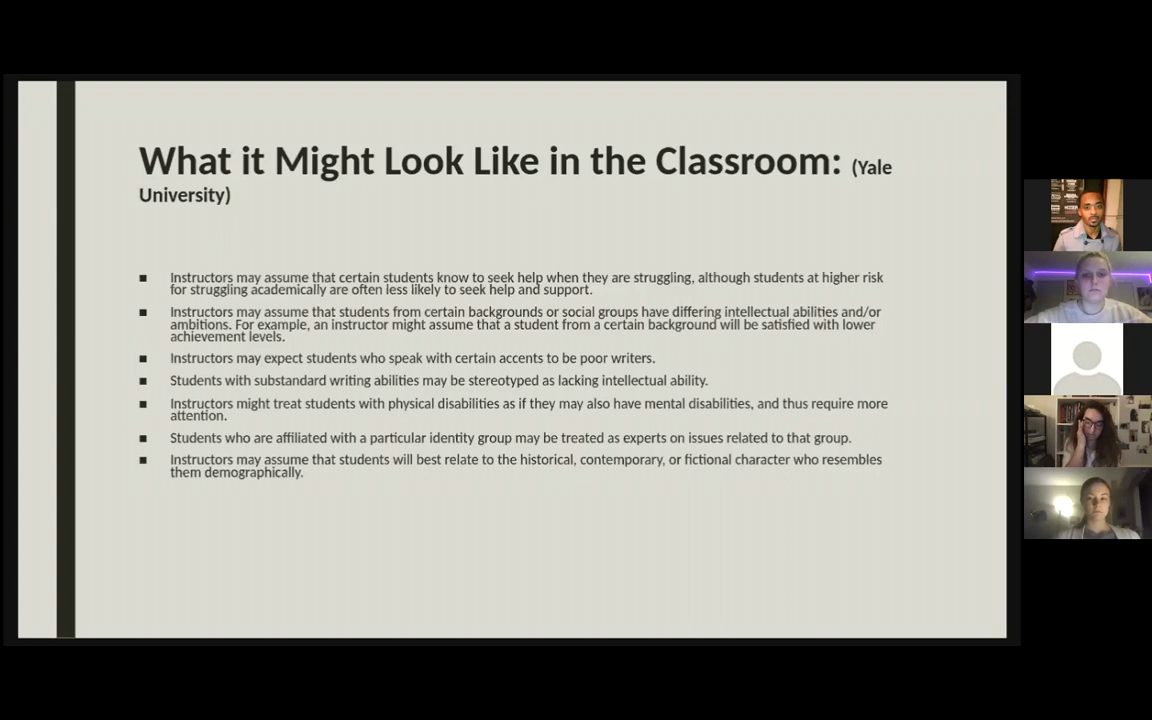 What it Might Look Like in the Classroom: (Yale
University)
■ Instructors may assume that certain students know to seek help when they are struggling, although students at higher risk
for struggling academically are often less likely to seek help and support.
■ Instructors may assume that students from certain backgrounds or social groups have differing intellectual abilities and/or
ambitions. For example, an instructor might assume that a student from a certain background will be satisfied with lower
achievement levels.
■ Instructors may expect students who speak with certain accents to be poor writers.
■ Students with substandard writing abilities may be stereotyped as lacking intellectual ability.
■ Instructors might treat students with physical disabilities as if they may also have mental disabilities, and thus require more
attention.
■ Students who are affiliated with a particular identity group may be treated as experts on issues related to that group.
■ Instructors may assume that students will best relate to the historical, contemporary, or fictional character who resembles
them demographically.